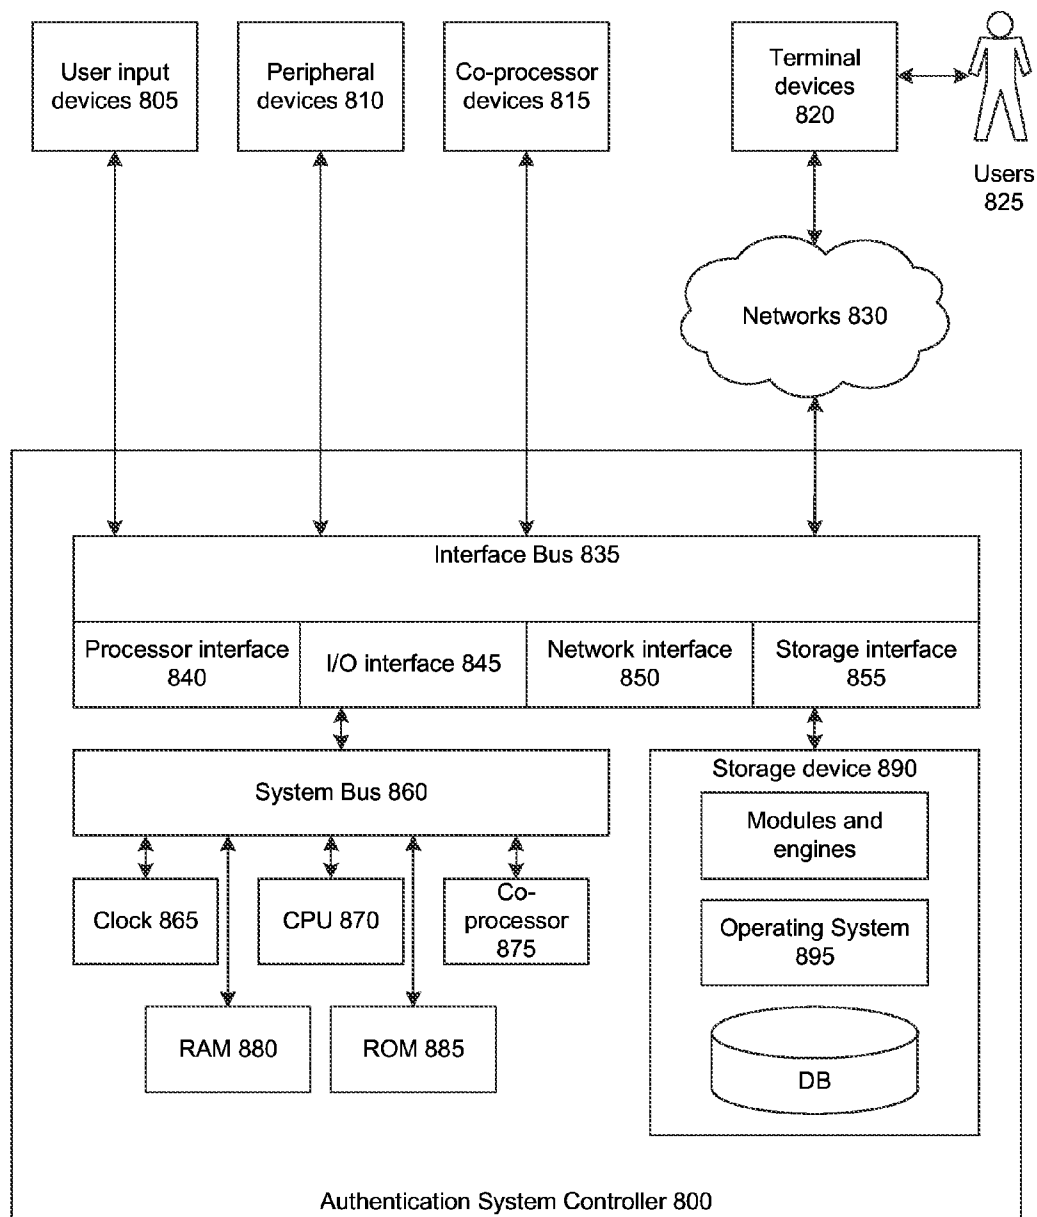 User input
devices 805
Peripheral
devices 810
Co-processor
devices 815
Terminal
devices
820
Users
825
Networks 830
Interface Bus 835
Processor interface
840
I/O interface 845
Network interface
850
Storage interface
855
System Bus 860
Storage device 890
Modules and
engines
Clock 865
CPU 870
Co-
processor
875
Operating System
895
RAM 880
ROM 885
DB
Authentication System Controller 800